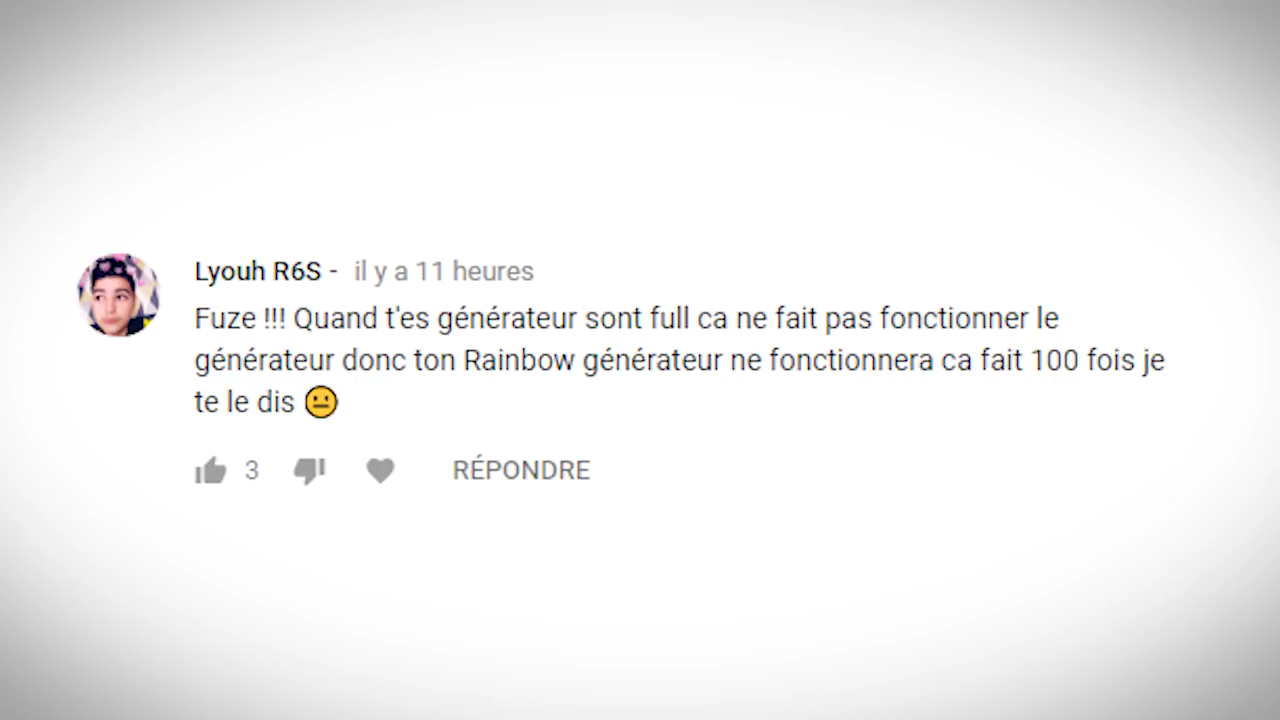 Lyouh R6S - il y a 11 heures
Fuze !!! Quand t'es générateur sont full ca ne fait pas fonctionner le
générateur donc ton Rainbow générateur ne fonctionnera ca fait 100 fois je
te le dis 😐
3 RÉPONDRE